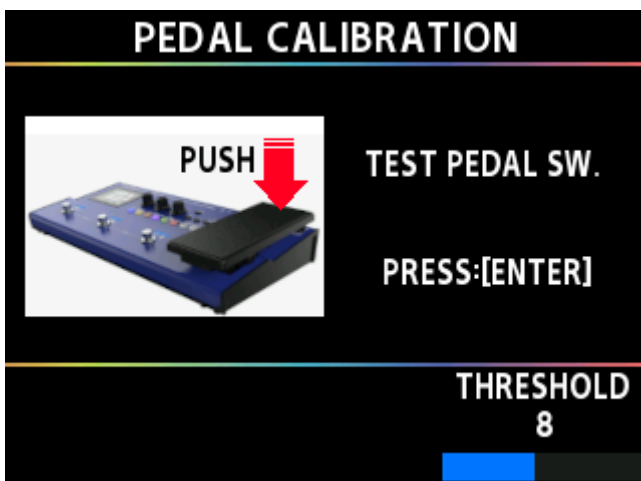 PEDAL CALIBRATION
PUSH
TEST PEDAL SW.
PRESS:[ENTER]
THRESHOLD
8